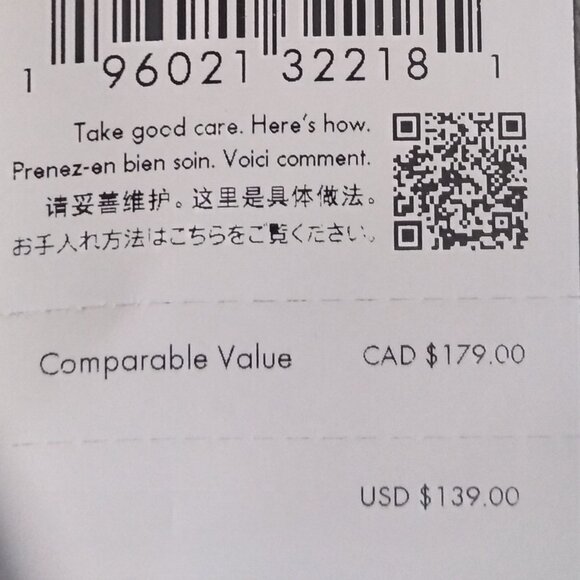 1 96021 32218 1
Take good care. Here's how.
Prenez-en bien soin. Voici comment.
请妥善维护。这里是具体做法。
お手入れ方法はこちらをご覧ください。
Comparable Value CAD $179.00
USD $139.00